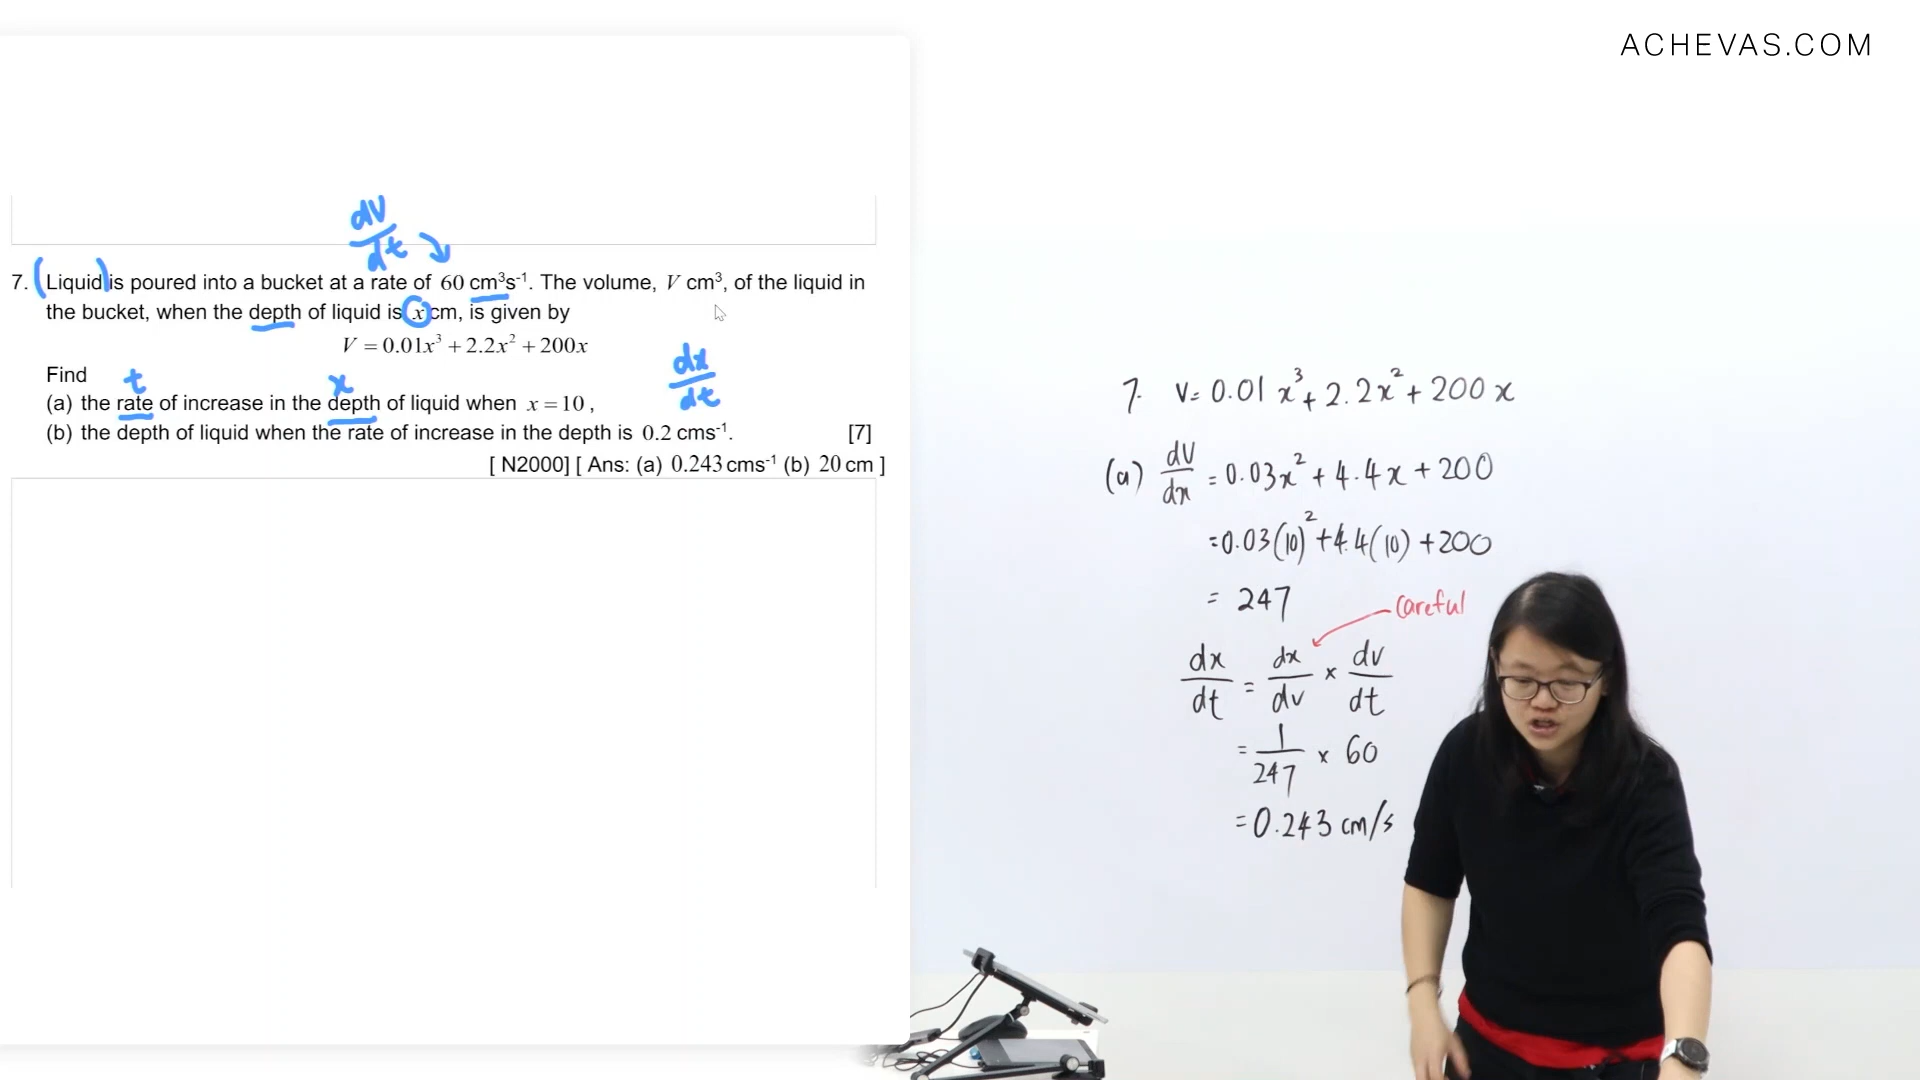 ACHEVAS.COM
dV
dt
7. (Liquid) is poured into a bucket at a rate of 60 cm³s⁻¹. The volume, V cm³, of the liquid in
the bucket, when the depth of liquid is x cm, is given by
V = 0.01x³ + 2.2x² + 200x
Find
t
x
dx
dt
(a) the rate of increase in the depth of liquid when x = 10 ,
(b) the depth of liquid when the rate of increase in the depth is 0.2 cms⁻¹. [7]
[ N2000] [ Ans: (a) 0.243 cms⁻¹ (b) 20 cm ]
7. V = 0.01 x³ + 2.2x² + 200 x
(a) dV/dx = 0.03x² + 4.4x + 200
= 0.03(10)² + 4.4(10) + 200
= 247
careful
dx/dt = dx/dv × dv/dt
= 1/247 × 60
= 0.243 cm/s